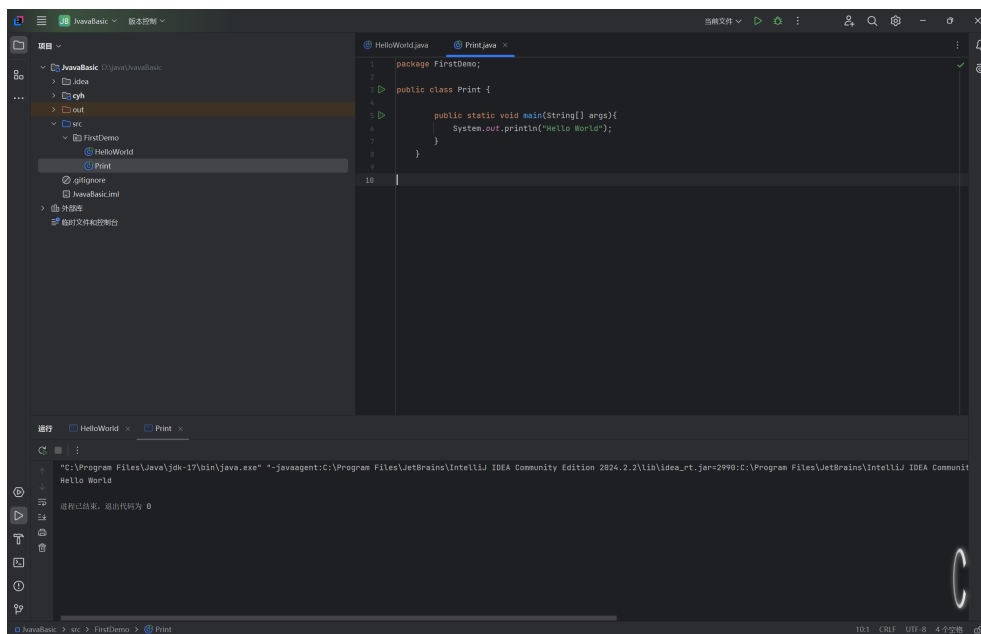 JB JvavaBasic 版本控制 当前文件
项目
JvavaBasic D:\java\JvavaBasic
.idea
cyh
out
src
FirstDemo
HelloWorld
Print
.gitignore
JvavaBasic.iml
外部库
临时文件和控制台
HelloWorld.java Print.java
1 package FirstDemo;
2
3 public class Print {
4
5 public static void main(String[] args){
6 System.out.println("Hello World");
7 }
8 }
9
10
运行 HelloWorld Print
"C:\Program Files\Java\jdk-17\bin\java.exe" "-javaagent:C:\Program Files\JetBrains\IntelliJ IDEA Community Edition 2024.2.2\lib\idea_rt.jar=2990:C:\Program Files\JetBrains\IntelliJ IDEA Communit
Hello World
进程已结束，退出代码为 0
JvavaBasic > src > FirstDemo > Print 10:1 CRLF UTF-8 4 个空格